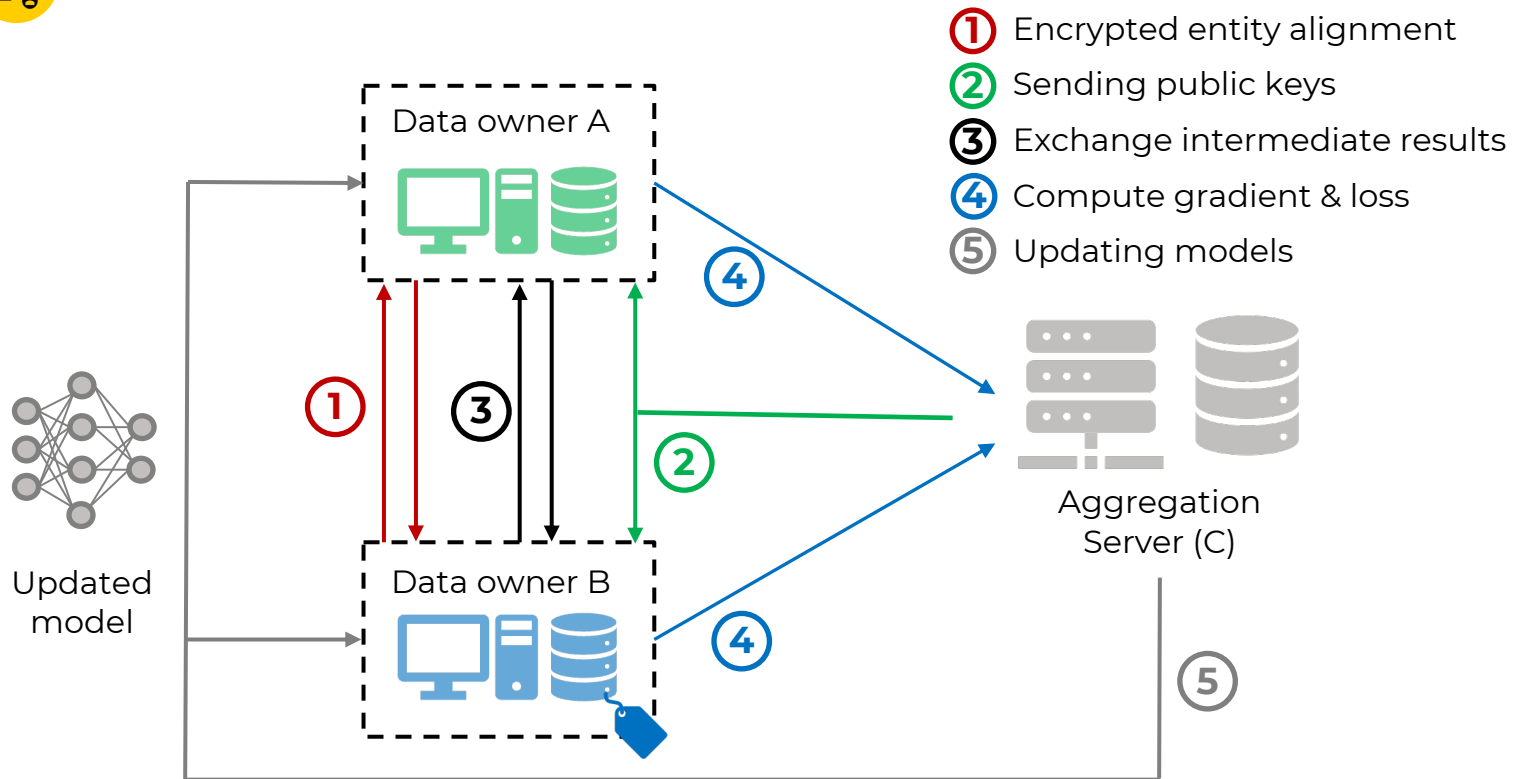 1 Encrypted entity alignment
2 Sending public keys
3 Exchange intermediate results
4 Compute gradient & loss
5 Updating models
Data owner A
4
1
3
2
Aggregation
Server (C)
Updated
model
Data owner B
4
5